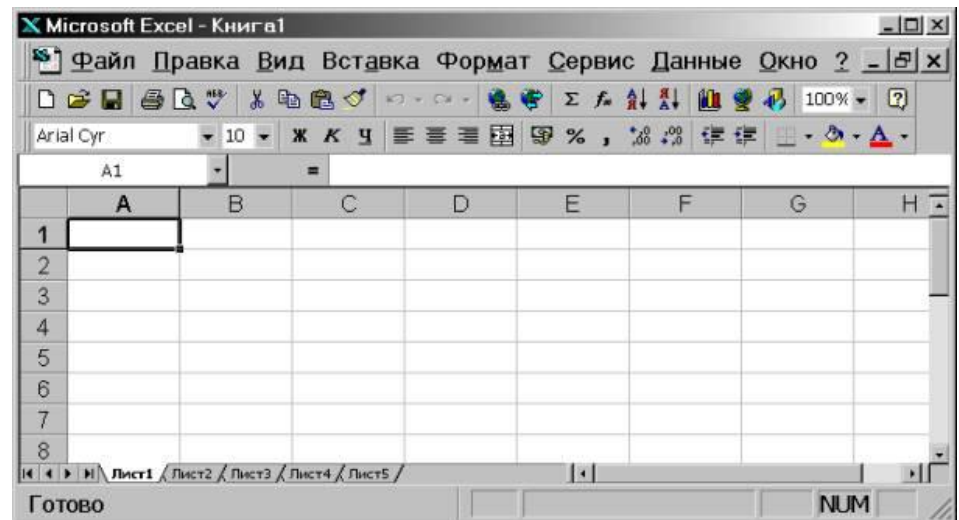 Microsoft Excel - Книга1
Файл Правка Вид Вставка Формат Сервис Данные Окно ?
100%
Arial Cyr 10 Ж К Ч % ,
A1 =
A B C D E F G H
1
2
3
4
5
6
7
8
Лист1 Лист2 Лист3 Лист4 Лист5
Готово NUM